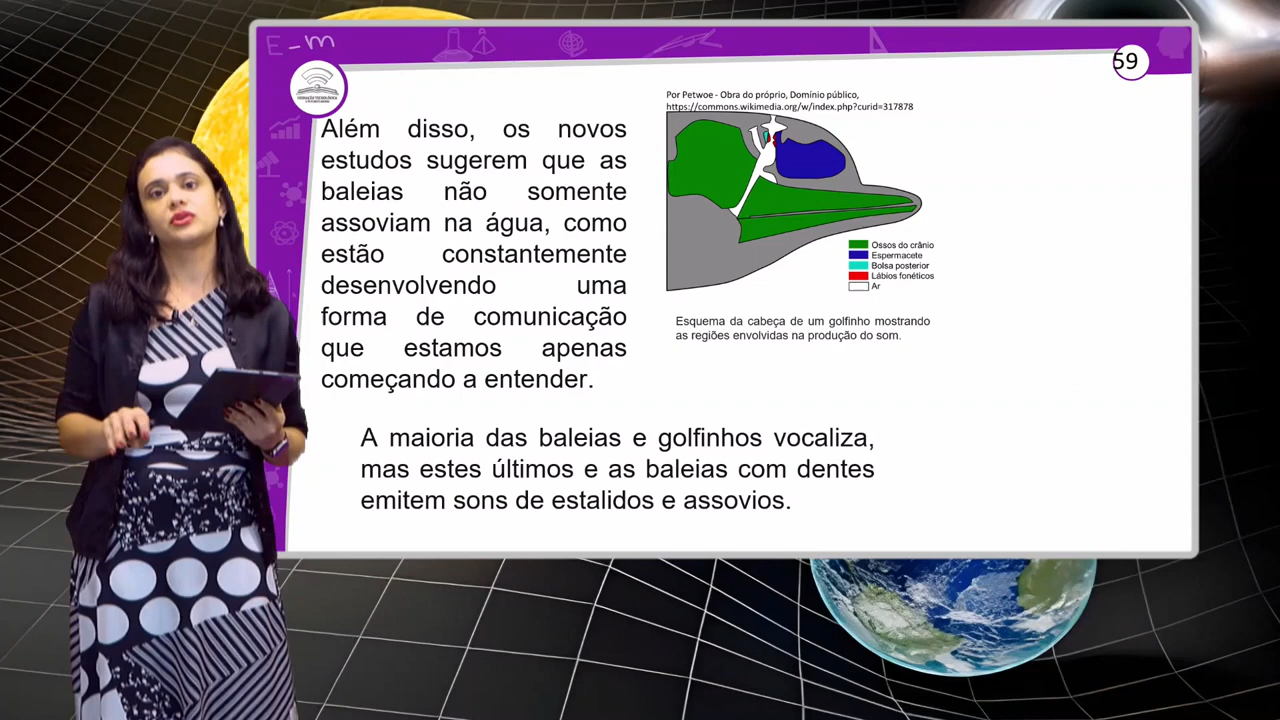 59
Além disso, os novos
estudos sugerem que as
baleias não somente
assoviam na água, como
estão constantemente
desenvolvendo uma
forma de comunicação
que estamos apenas
começando a entender.
Por Petwoe - Obra do próprio, Domínio público,
https://commons.wikimedia.org/w/index.php?curid=317878
Ossos do crânio
Espermacete
Bolsa posterior
Lábios fonéticos
Ar
Esquema da cabeça de um golfinho mostrando
as regiões envolvidas na produção do som.
A maioria das baleias e golfinhos vocaliza,
mas estes últimos e as baleias com dentes
emitem sons de estalidos e assovios.